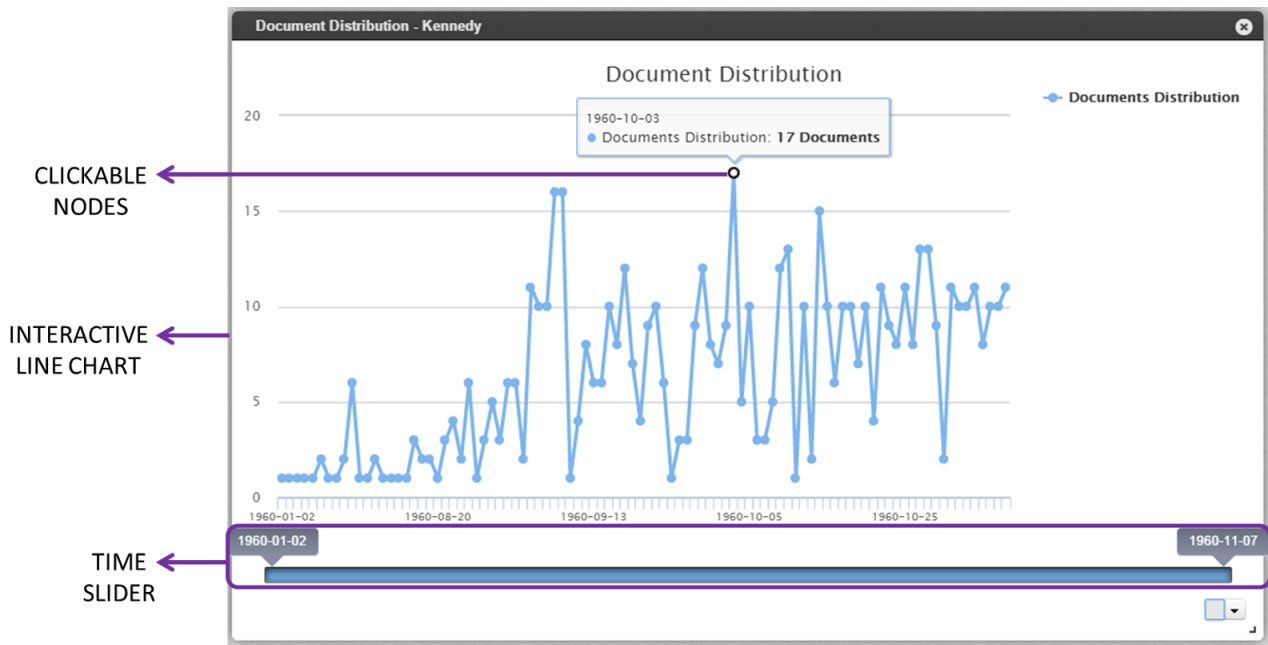 Document Distribution - Kennedy
Document Distribution
Documents Distribution
1960-10-03
Documents Distribution: 17 Documents
20
15
10
5
0
1960-01-02
1960-08-20
1960-09-13
1960-10-05
1960-10-25
1960-01-02
1960-11-07
CLICKABLE
NODES
INTERACTIVE
LINE CHART
TIME
SLIDER